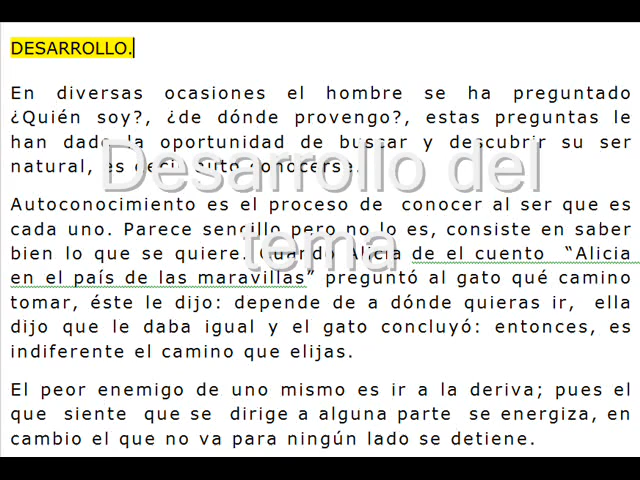 DESARROLLO.
En diversas ocasiones el hombre se ha preguntado
¿Quién soy?, ¿de dónde provengo?, estas preguntas le
han dado la oportunidad de buscar y descubrir su ser
natural, es decir auto conocerse.
Desarrollo del
tema
Autoconocimiento es el proceso de conocer al ser que es
cada uno. Parece sencillo pero no lo es, consiste en saber
bien lo que se quiere. Cuando Alicia de el cuento “Alicia
en el país de las maravillas” preguntó al gato qué camino
tomar, éste le dijo: depende de a dónde quieras ir, ella
dijo que le daba igual y el gato concluyó: entonces, es
indiferente el camino que elijas.
El peor enemigo de uno mismo es ir a la deriva; pues el
que siente que se dirige a alguna parte se energiza, en
cambio el que no va para ningún lado se detiene.